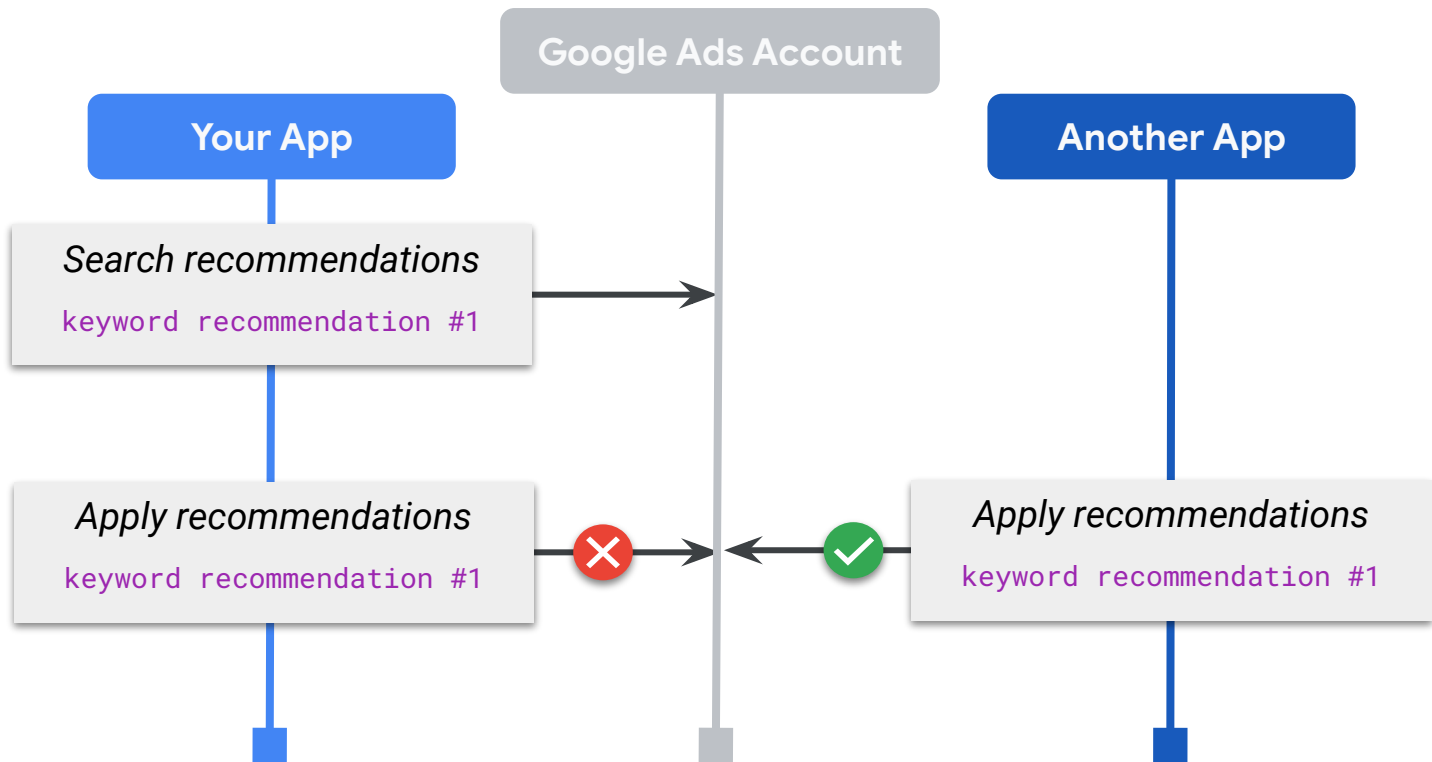 Google Ads Account
Your App
Another App
Search recommendations
keyword recommendation #1
Apply recommendations
keyword recommendation #1
Apply recommendations
keyword recommendation #1